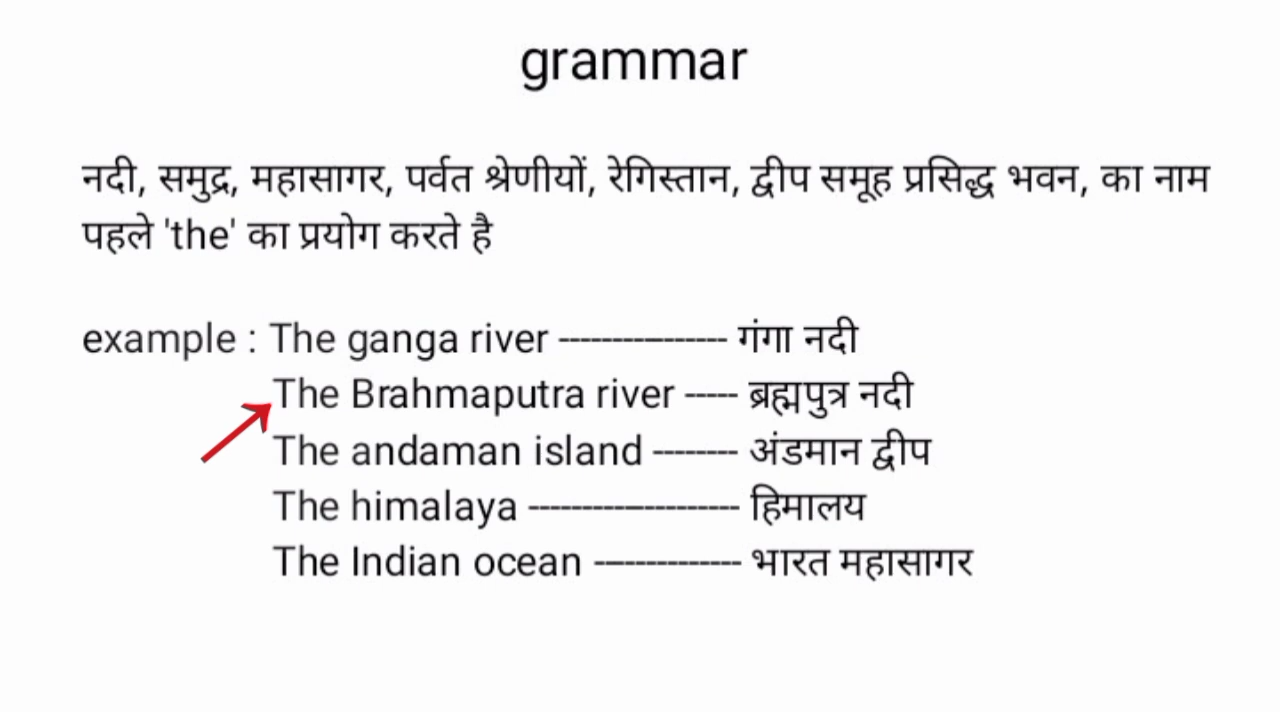 grammar
नदी, समुद्र, महासागर, पर्वत श्रेणीयों, रेगिस्तान, द्वीप समूह प्रसिद्ध भवन, का नाम
पहले 'the' का प्रयोग करते है
example : The ganga river ---------------- गंगा नदी
The Brahmaputra river ----- ब्रह्मपुत्र नदी
The andaman island -------- अंडमान द्वीप
The himalaya -------------------- हिमालय
The Indian ocean -------------- भारत महासागर